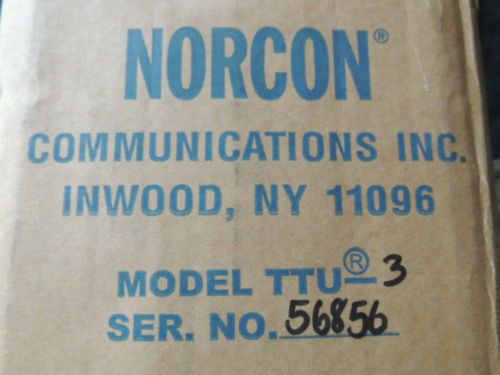 NORCON®
COMMUNICATIONS INC.
INWOOD, NY 11096
MODEL TTU®-3
SER. NO. 56856